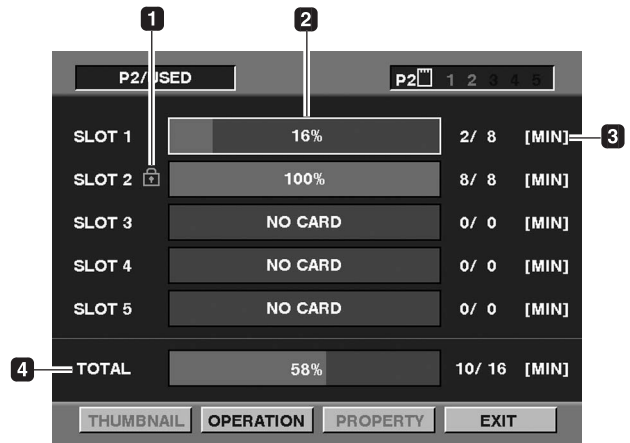 1
2
P2/USED
P2 1 2 3 4 5
SLOT 1 16% 2/ 8 [MIN] 3
SLOT 2 100% 8/ 8 [MIN]
SLOT 3 NO CARD 0/ 0 [MIN]
SLOT 4 NO CARD 0/ 0 [MIN]
SLOT 5 NO CARD 0/ 0 [MIN]
4 TOTAL 58% 10/ 16 [MIN]
THUMBNAIL OPERATION PROPERTY EXIT